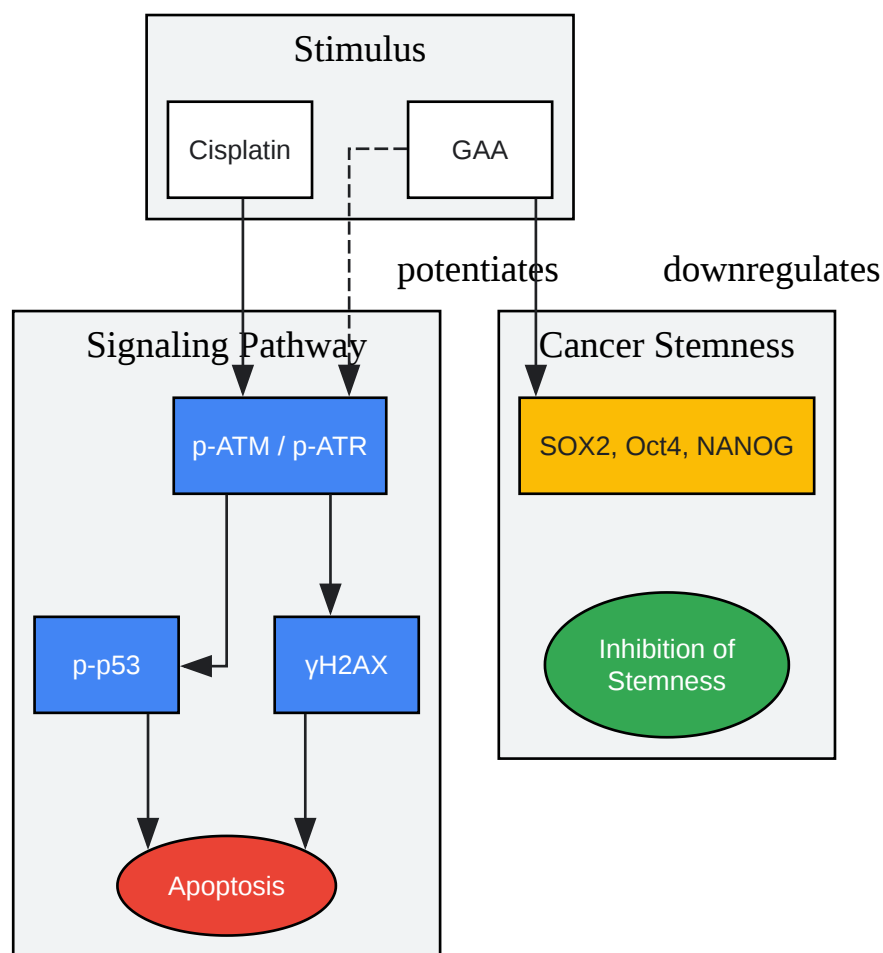 Stimulus
Cisplatin
GAA
potentiates
downregulates
Signaling Pathway
Cancer Stemness
p-ATM / p-ATR
SOX2, Oct4, NANOG
p-p53
γH2AX
Inhibition of
Stemness
Apoptosis